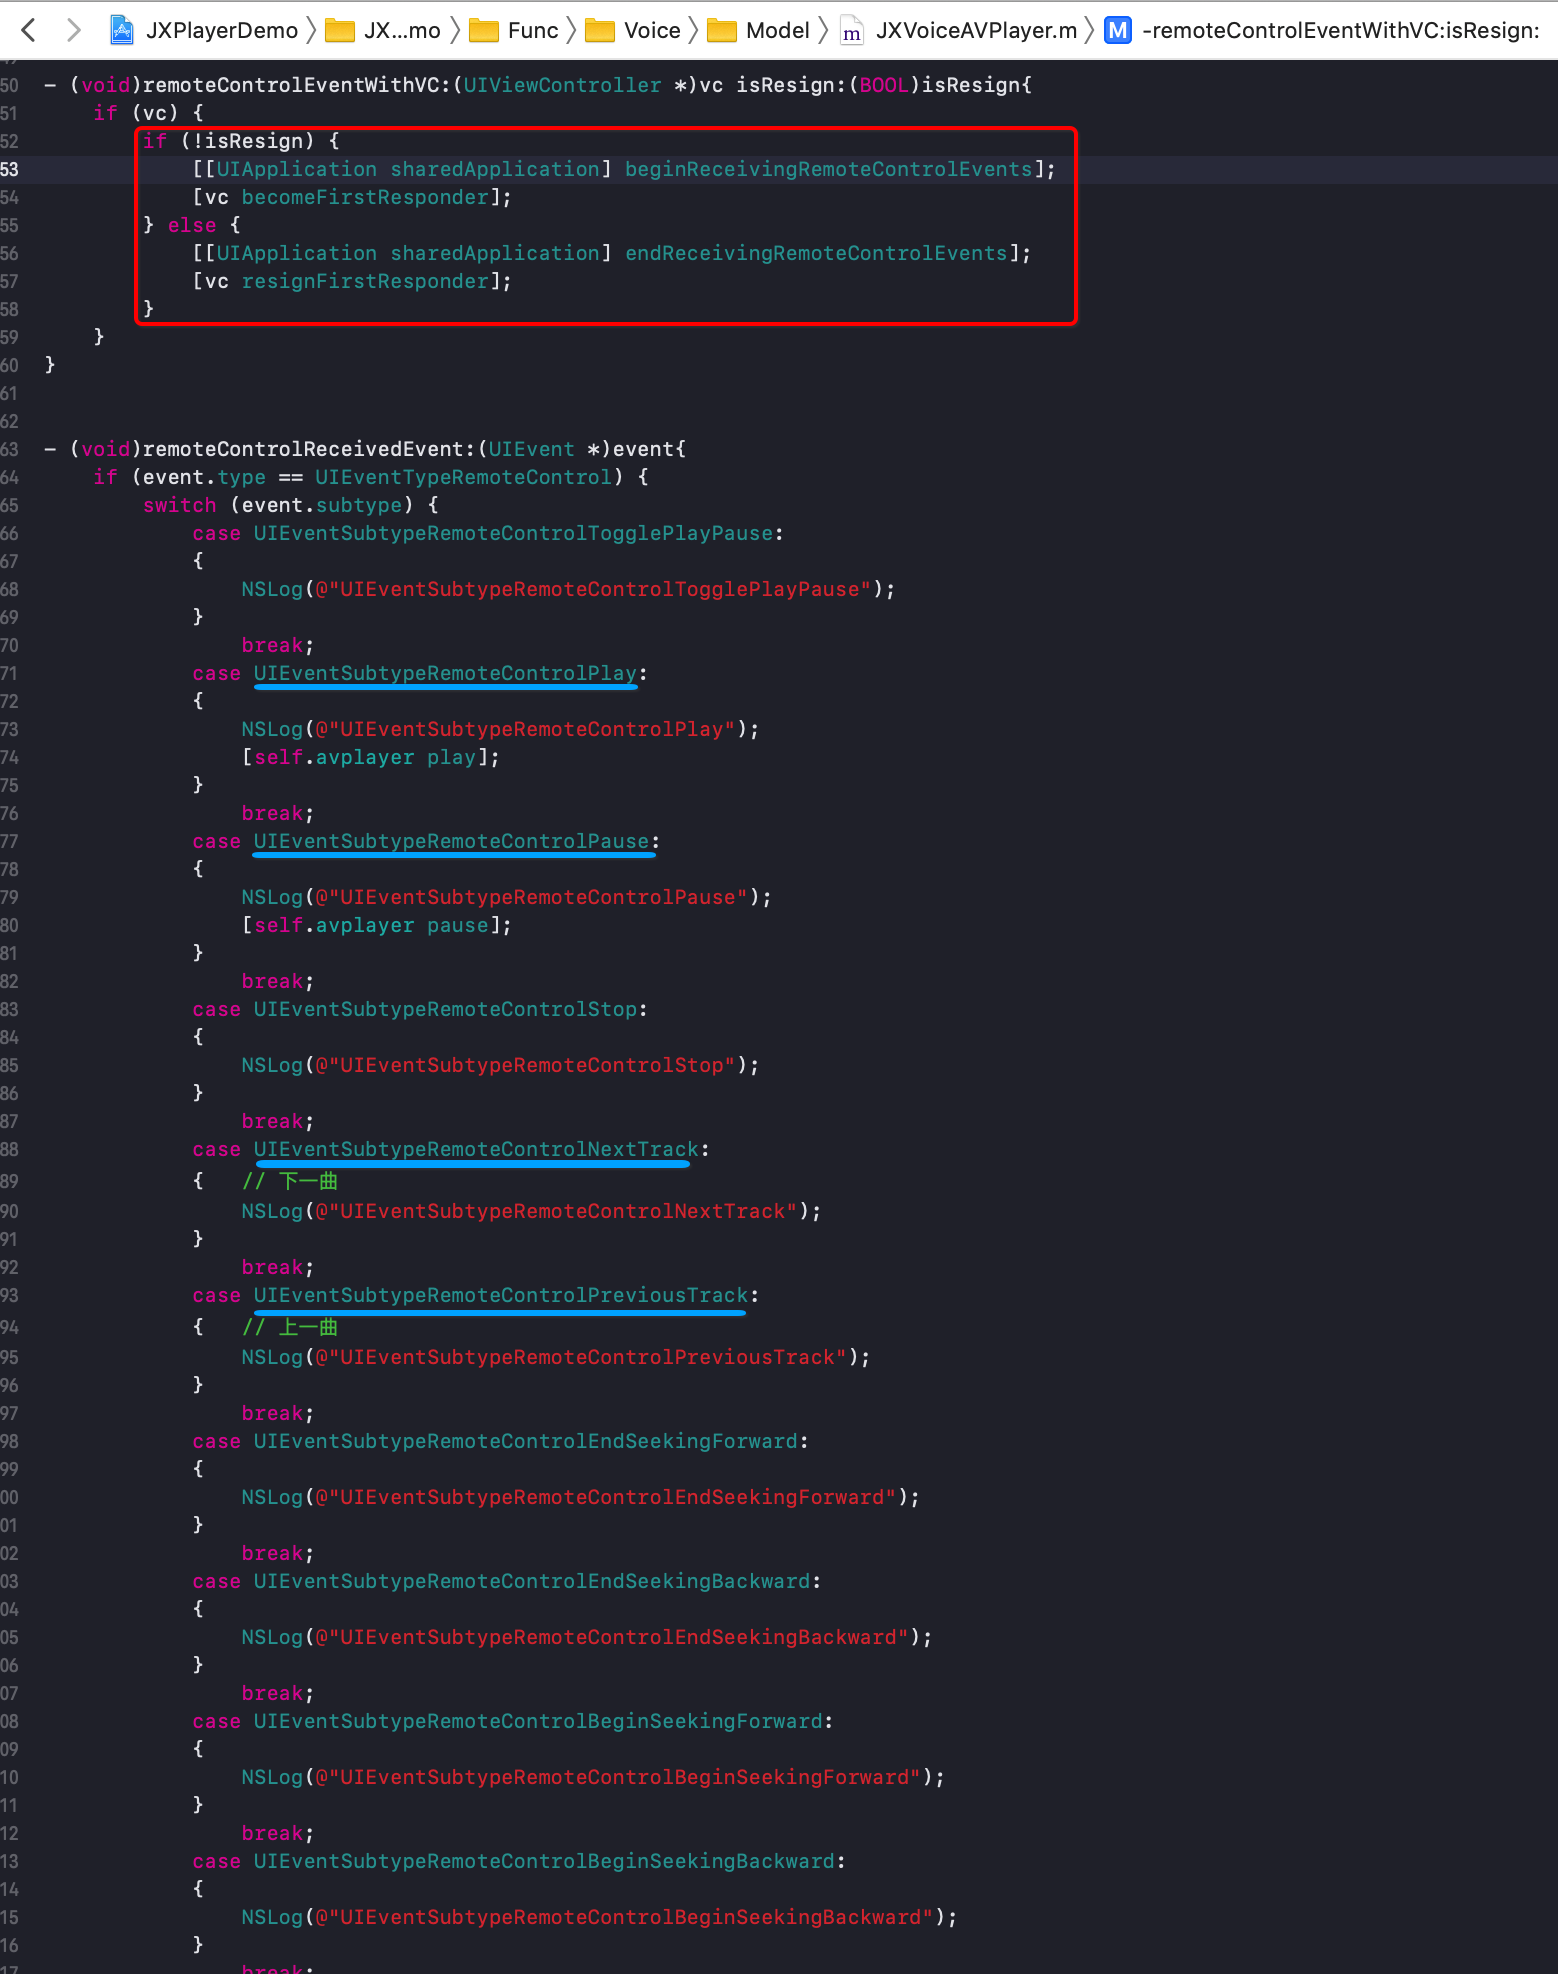 JXPlayerDemo JX...mo Func Voice Model JXVoiceAVPlayer.m M -remoteControlEventWithVC:isResign:
50 - (void)remoteControlEventWithVC:(UIViewController *)vc isResign:(BOOL)isResign{
51 if (vc) {
52 if (!isResign) {
53 [[UIApplication sharedApplication] beginReceivingRemoteControlEvents];
54 [vc becomeFirstResponder];
55 } else {
56 [[UIApplication sharedApplication] endReceivingRemoteControlEvents];
57 [vc resignFirstResponder];
58 }
59 }
60 }
61
62
63 - (void)remoteControlReceivedEvent:(UIEvent *)event{
64 if (event.type == UIEventTypeRemoteControl) {
65 switch (event.subtype) {
66 case UIEventSubtypeRemoteControlTogglePlayPause:
67 {
68 NSLog(@"UIEventSubtypeRemoteControlTogglePlayPause");
69 }
70 break;
71 case UIEventSubtypeRemoteControlPlay:
72 {
73 NSLog(@"UIEventSubtypeRemoteControlPlay");
74 [self.avplayer play];
75 }
76 break;
77 case UIEventSubtypeRemoteControlPause:
78 {
79 NSLog(@"UIEventSubtypeRemoteControlPause");
80 [self.avplayer pause];
81 }
82 break;
83 case UIEventSubtypeRemoteControlStop:
84 {
85 NSLog(@"UIEventSubtypeRemoteControlStop");
86 }
87 break;
88 case UIEventSubtypeRemoteControlNextTrack:
89 { // 下一曲
90 NSLog(@"UIEventSubtypeRemoteControlNextTrack");
91 }
92 break;
93 case UIEventSubtypeRemoteControlPreviousTrack:
94 { // 上一曲
95 NSLog(@"UIEventSubtypeRemoteControlPreviousTrack");
96 }
97 break;
98 case UIEventSubtypeRemoteControlEndSeekingForward:
99 {
00 NSLog(@"UIEventSubtypeRemoteControlEndSeekingForward");
01 }
02 break;
03 case UIEventSubtypeRemoteControlEndSeekingBackward:
04 {
05 NSLog(@"UIEventSubtypeRemoteControlEndSeekingBackward");
06 }
07 break;
08 case UIEventSubtypeRemoteControlBeginSeekingForward:
09 {
10 NSLog(@"UIEventSubtypeRemoteControlBeginSeekingForward");
11 }
12 break;
13 case UIEventSubtypeRemoteControlBeginSeekingBackward:
14 {
15 NSLog(@"UIEventSubtypeRemoteControlBeginSeekingBackward");
16 }
17 break;